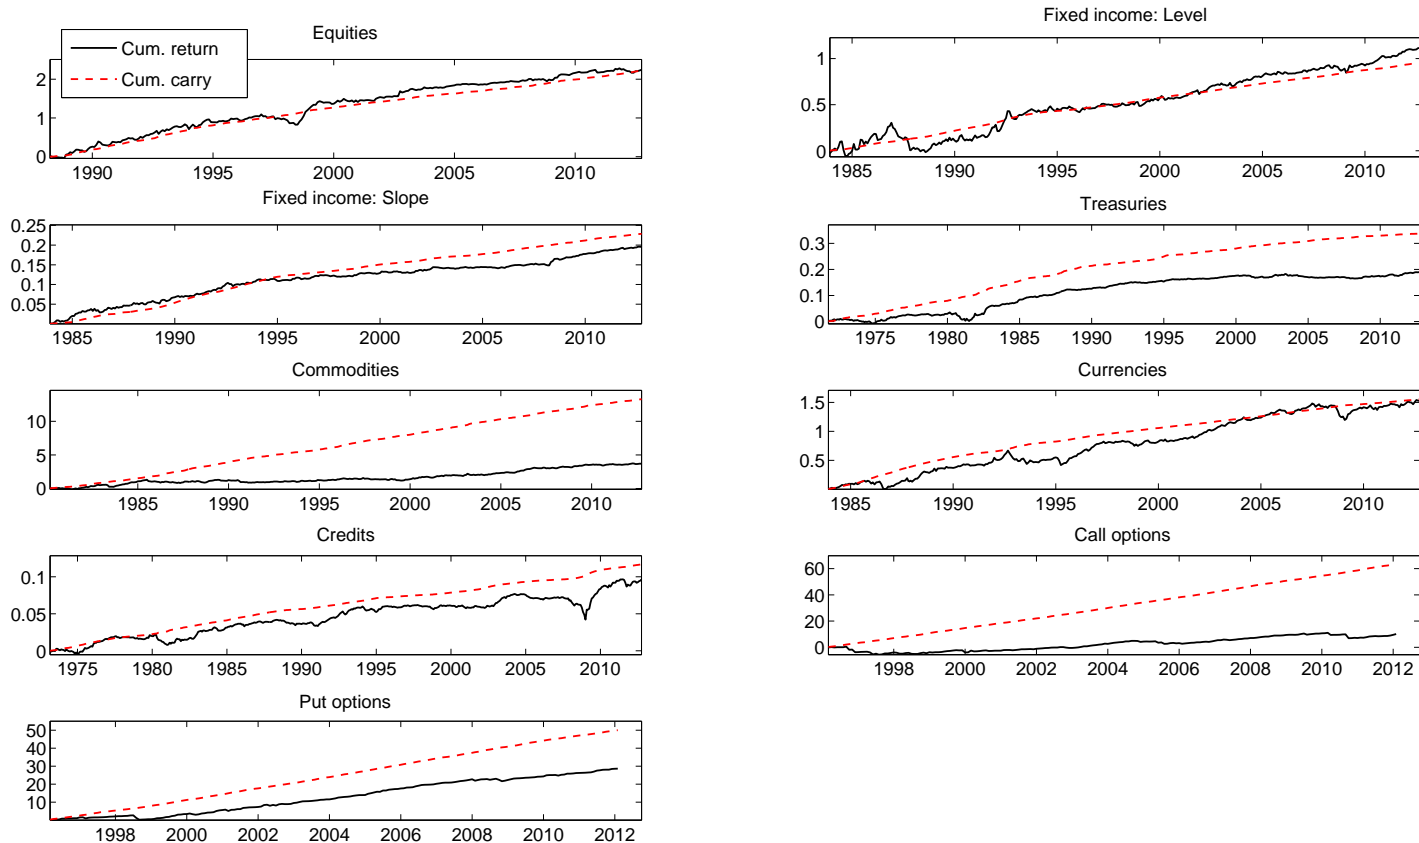 Equities
Cum. return
Cum. carry
2
1
0
1990 1995 2000 2005 2010
Fixed income: Level
1
0.5
0
1985 1990 1995 2000 2005 2010
Fixed income: Slope
0.25
0.2
0.15
0.1
0.05
1985 1990 1995 2000 2005 2010
Treasuries
0.3
0.2
0.1
0
1975 1980 1985 1990 1995 2000 2005 2010
Commodities
10
5
0
1985 1990 1995 2000 2005 2010
Currencies
1.5
1
0.5
1985 1990 1995 2000 2005 2010
Credits
0.1
0.05
0
1975 1980 1985 1990 1995 2000 2005 2010
Call options
60
40
20
0
1998 2000 2002 2004 2006 2008 2010 2012
Put options
50
40
30
20
10
1998 2000 2002 2004 2006 2008 2010 2012